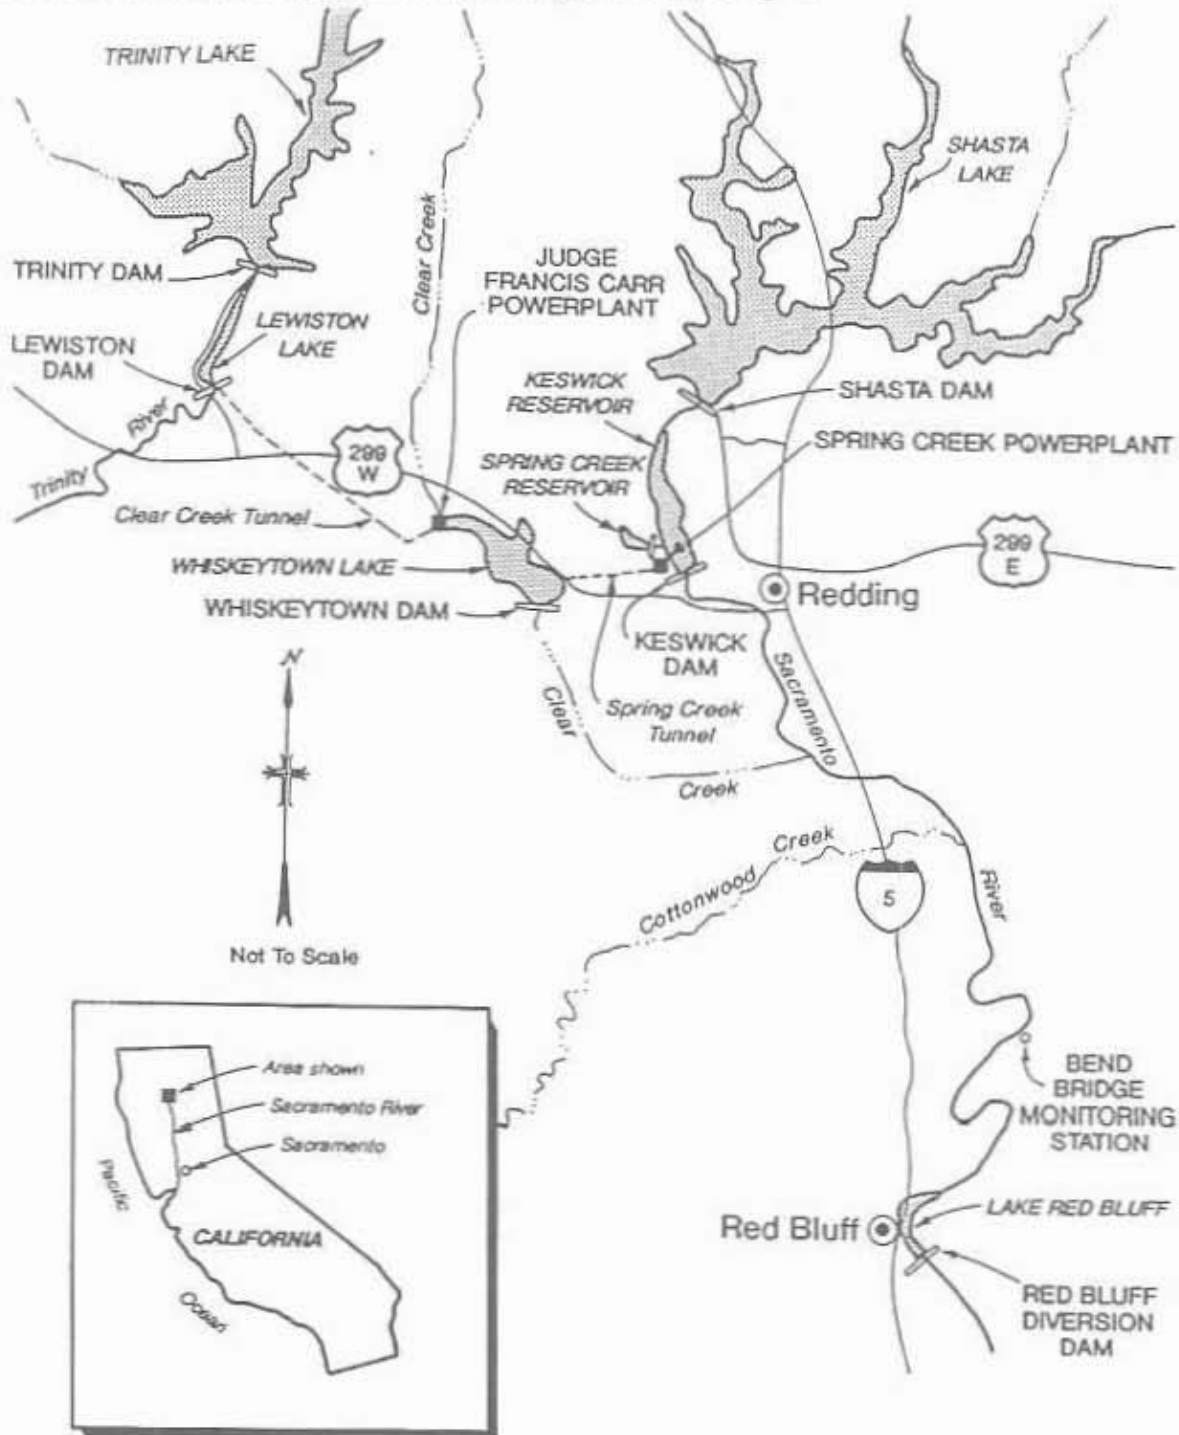 TRINITY LAKE
SHASTA
LAKE
Clear Creek
JUDGE
FRANCIS CARR
POWERPLANT
TRINITY DAM
LEWISTON
LAKE
LEWISTON
DAM
KESWICK
RESERVOIR
SHASTA DAM
River
Trinity
299
W
SPRING CREEK
RESERVOIR
SPRING CREEK POWERPLANT
Clear Creek Tunnel
299
E
WHISKEYTOWN LAKE
WHISKEYTOWN DAM
Redding
KESWICK
DAM
Sacramento
N
Clear
Spring Creek
Tunnel
Creek
Cottonwood Creek
5
River
Not To Scale
BEND
BRIDGE
MONITORING
STATION
Area shown
Sacramento River
Sacramento
Pacific
CALIFORNIA
Ocean
Red Bluff
LAKE RED BLUFF
RED BLUFF
DIVERSION
DAM